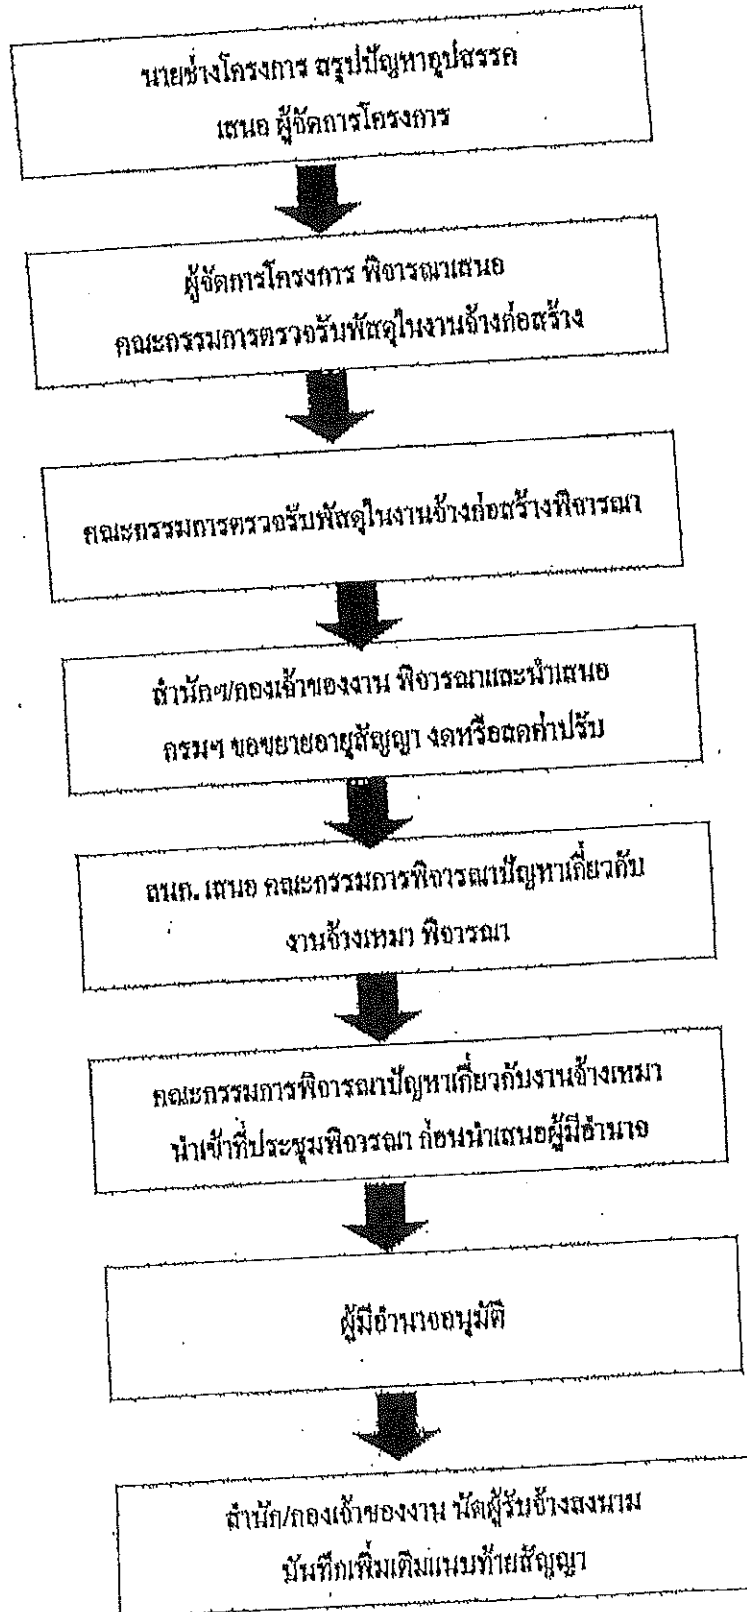 นายช่างโครงการ สรุปปัญหาอุปสรรค
เสนอ ผู้จัดการโครงการ
ผู้จัดการโครงการ พิจารณาเสนอ
คณะกรรมการตรวจรับพัสดุในงานจ้างก่อสร้าง
คณะกรรมการตรวจรับพัสดุในงานจ้างก่อสร้างพิจารณา
สำนักฯ/กองเจ้าของงาน พิจารณาและนำเสนอ
กรมฯ ขอขยายอายุสัญญา งดหรือลดค่าปรับ
สนก. เสนอ คณะกรรมการพิจารณาปัญหาเกี่ยวกับ
งานจ้างเหมา พิจารณา
คณะกรรมการพิจารณาปัญหาเกี่ยวกับงานจ้างเหมา
นำเข้าที่ประชุมพิจารณา ก่อนนำเสนอผู้มีอำนาจ
ผู้มีอำนาจอนุมัติ
สำนัก/กองเจ้าของงาน นัดผู้รับจ้างลงนาม
บันทึกเพิ่มเติมแนบท้ายสัญญา